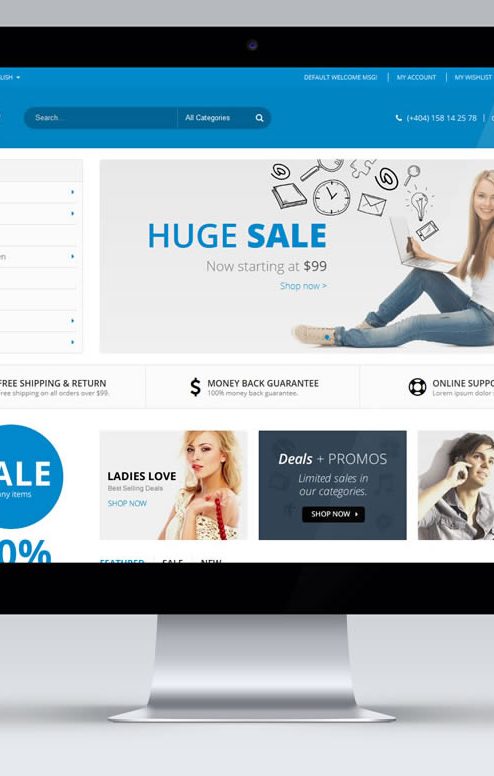 DEFAULT WELCOME MSG! | MY ACCOUNT | MY WISHLIST
Search...
All Categories
(+404) 158 14 25 78 |
HUGE SALE
Now starting at $99
Shop now >
FREE SHIPPING & RETURN
ree shipping on all orders over $99.
MONEY BACK GUARANTEE
100% money back guarantee.
ONLINE SUPPO
Lorem ipsum dolor
ALE
ny items
0%
LADIES LOVE
Best Selling Deals
SHOP NOW
Deals + PROMOS
Limited sales in
our categories.
SHOP NOW
FEATURED SALE NEW